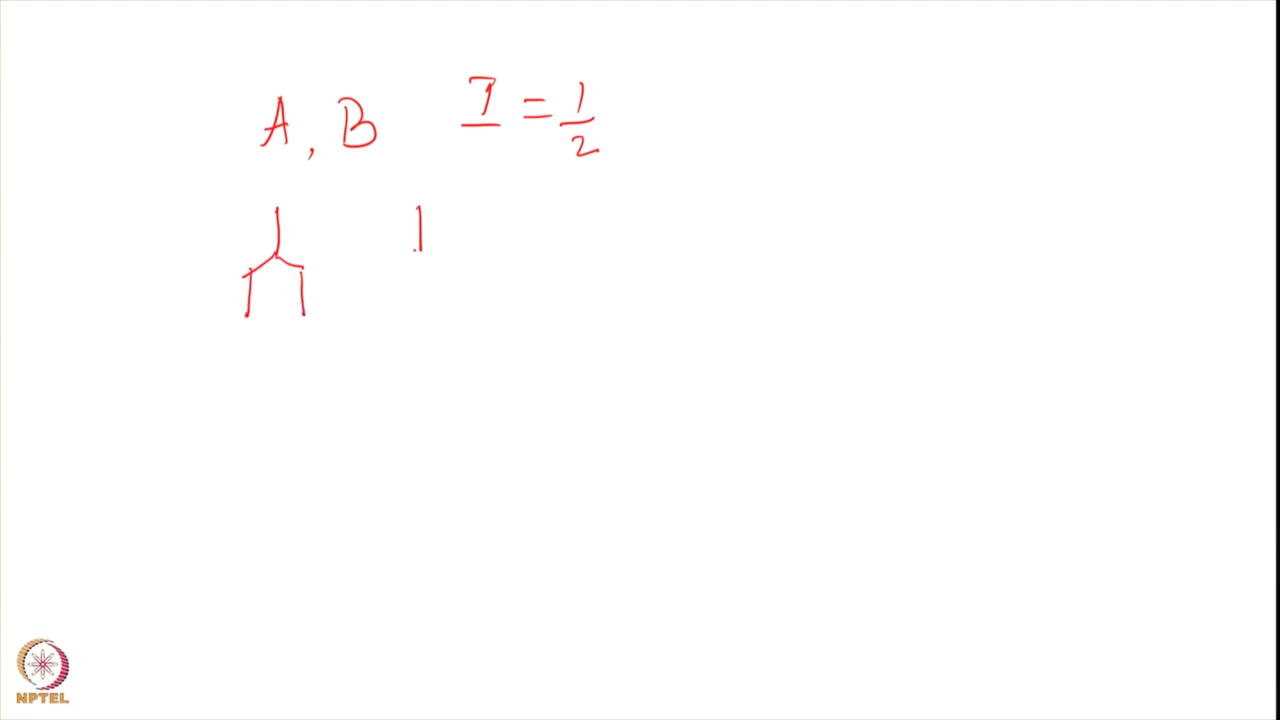 A, B I = 1/2
NPTEL